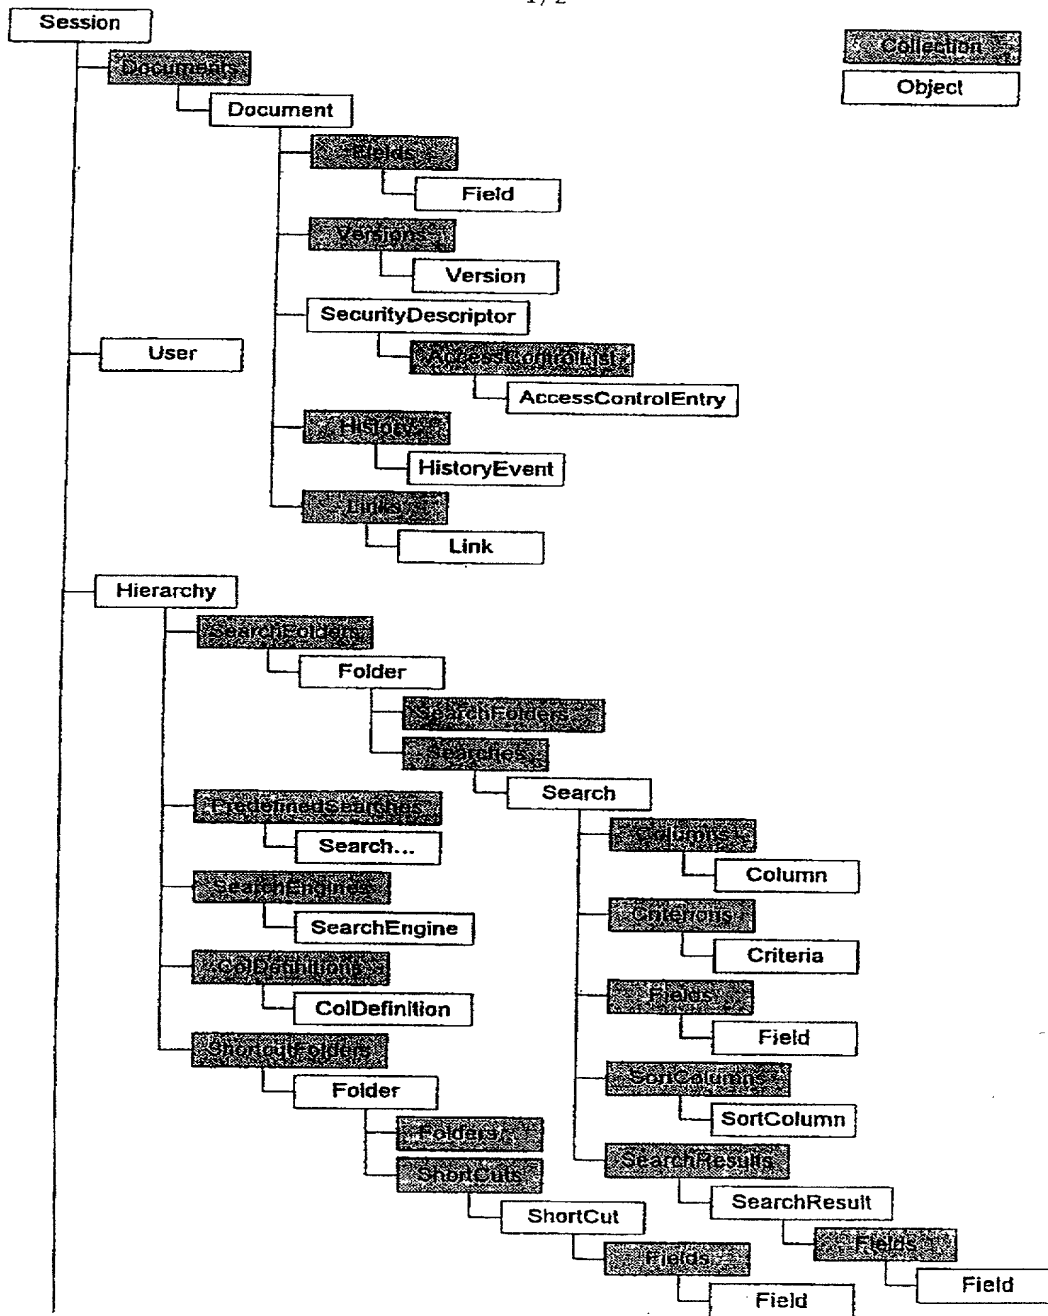 1/2
Session
Collection
Documents
Object
Document
Fields
Field
Versions
Version
SecurityDescriptor
User
AccessControlList
AccessControlEntry
History
HistoryEvent
Links
Link
Hierarchy
SearchFolders
Folder
SearchFolders
Searches
Search
PredefinedSearches
Columns
Search...
Column
SearchEngines
Criterions
SearchEngine
Criteria
ColDefinitions
Fields
ColDefinition
Field
ShortcutFolders
SortColumns
Folder
SortColumn
Folders
SearchResults
ShortCuts
SearchResult
ShortCut
Fields
Fields
Field
Field